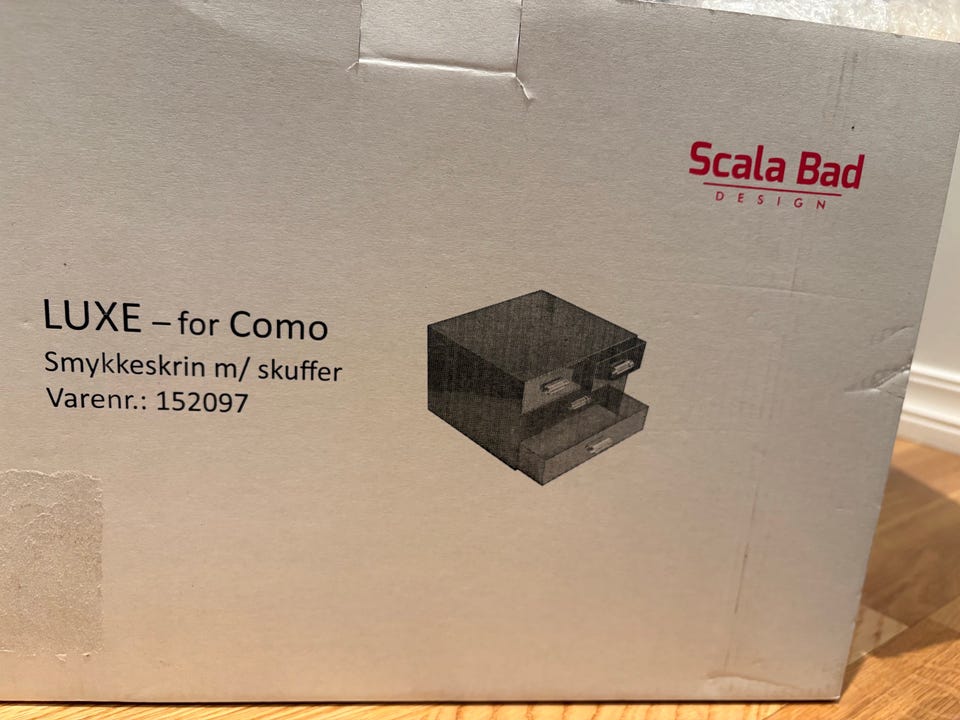 Scala Bad
DESIGN
LUXE – for Como
Smykkeskrin m/ skuffer
Varenr.: 152097